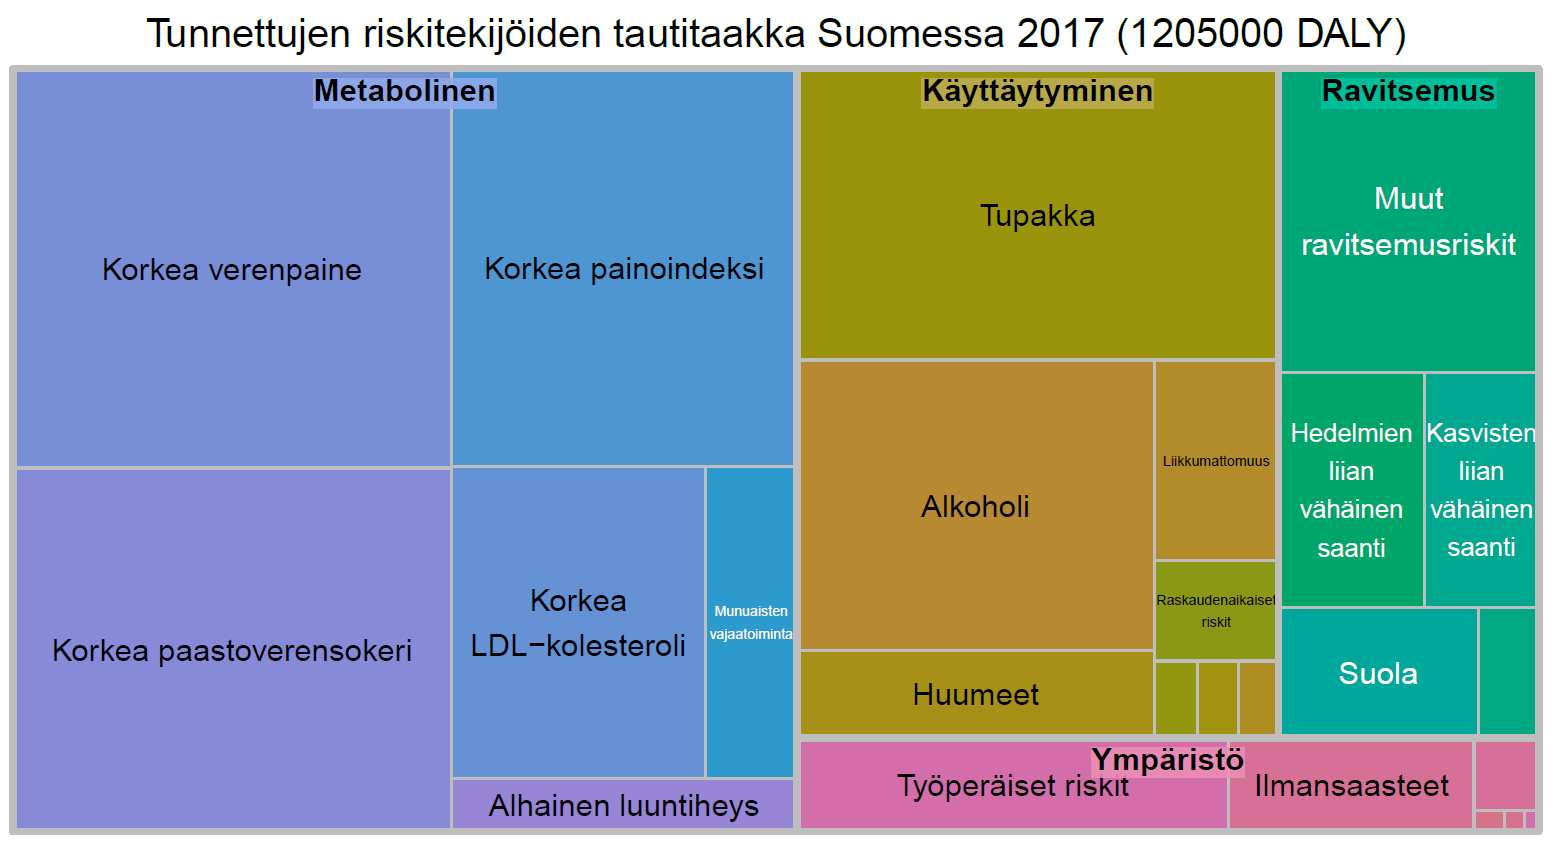 Tunnettujen riskitekijöiden tautitaakka Suomessa 2017 (1205000 DALY)
Metabolinen
Korkea verenpaine
Korkea painoindeksi
Korkea paastoverensokeri
Korkea
LDL−kolesteroli
Munuaisten
vajaatoiminta
Alhainen luuntiheys
Käyttäytyminen
Tupakka
Alkoholi
Liikkumattomuus
Raskaudenaikaiset
riskit
Huumeet
Ravitsemus
Muut
ravitsemusriskit
Hedelmien
liian
vähäinen
saanti
Kasvisten
liian
vähäinen
saanti
Suola
Ympäristö
Työperäiset riskit
Ilmansaasteet